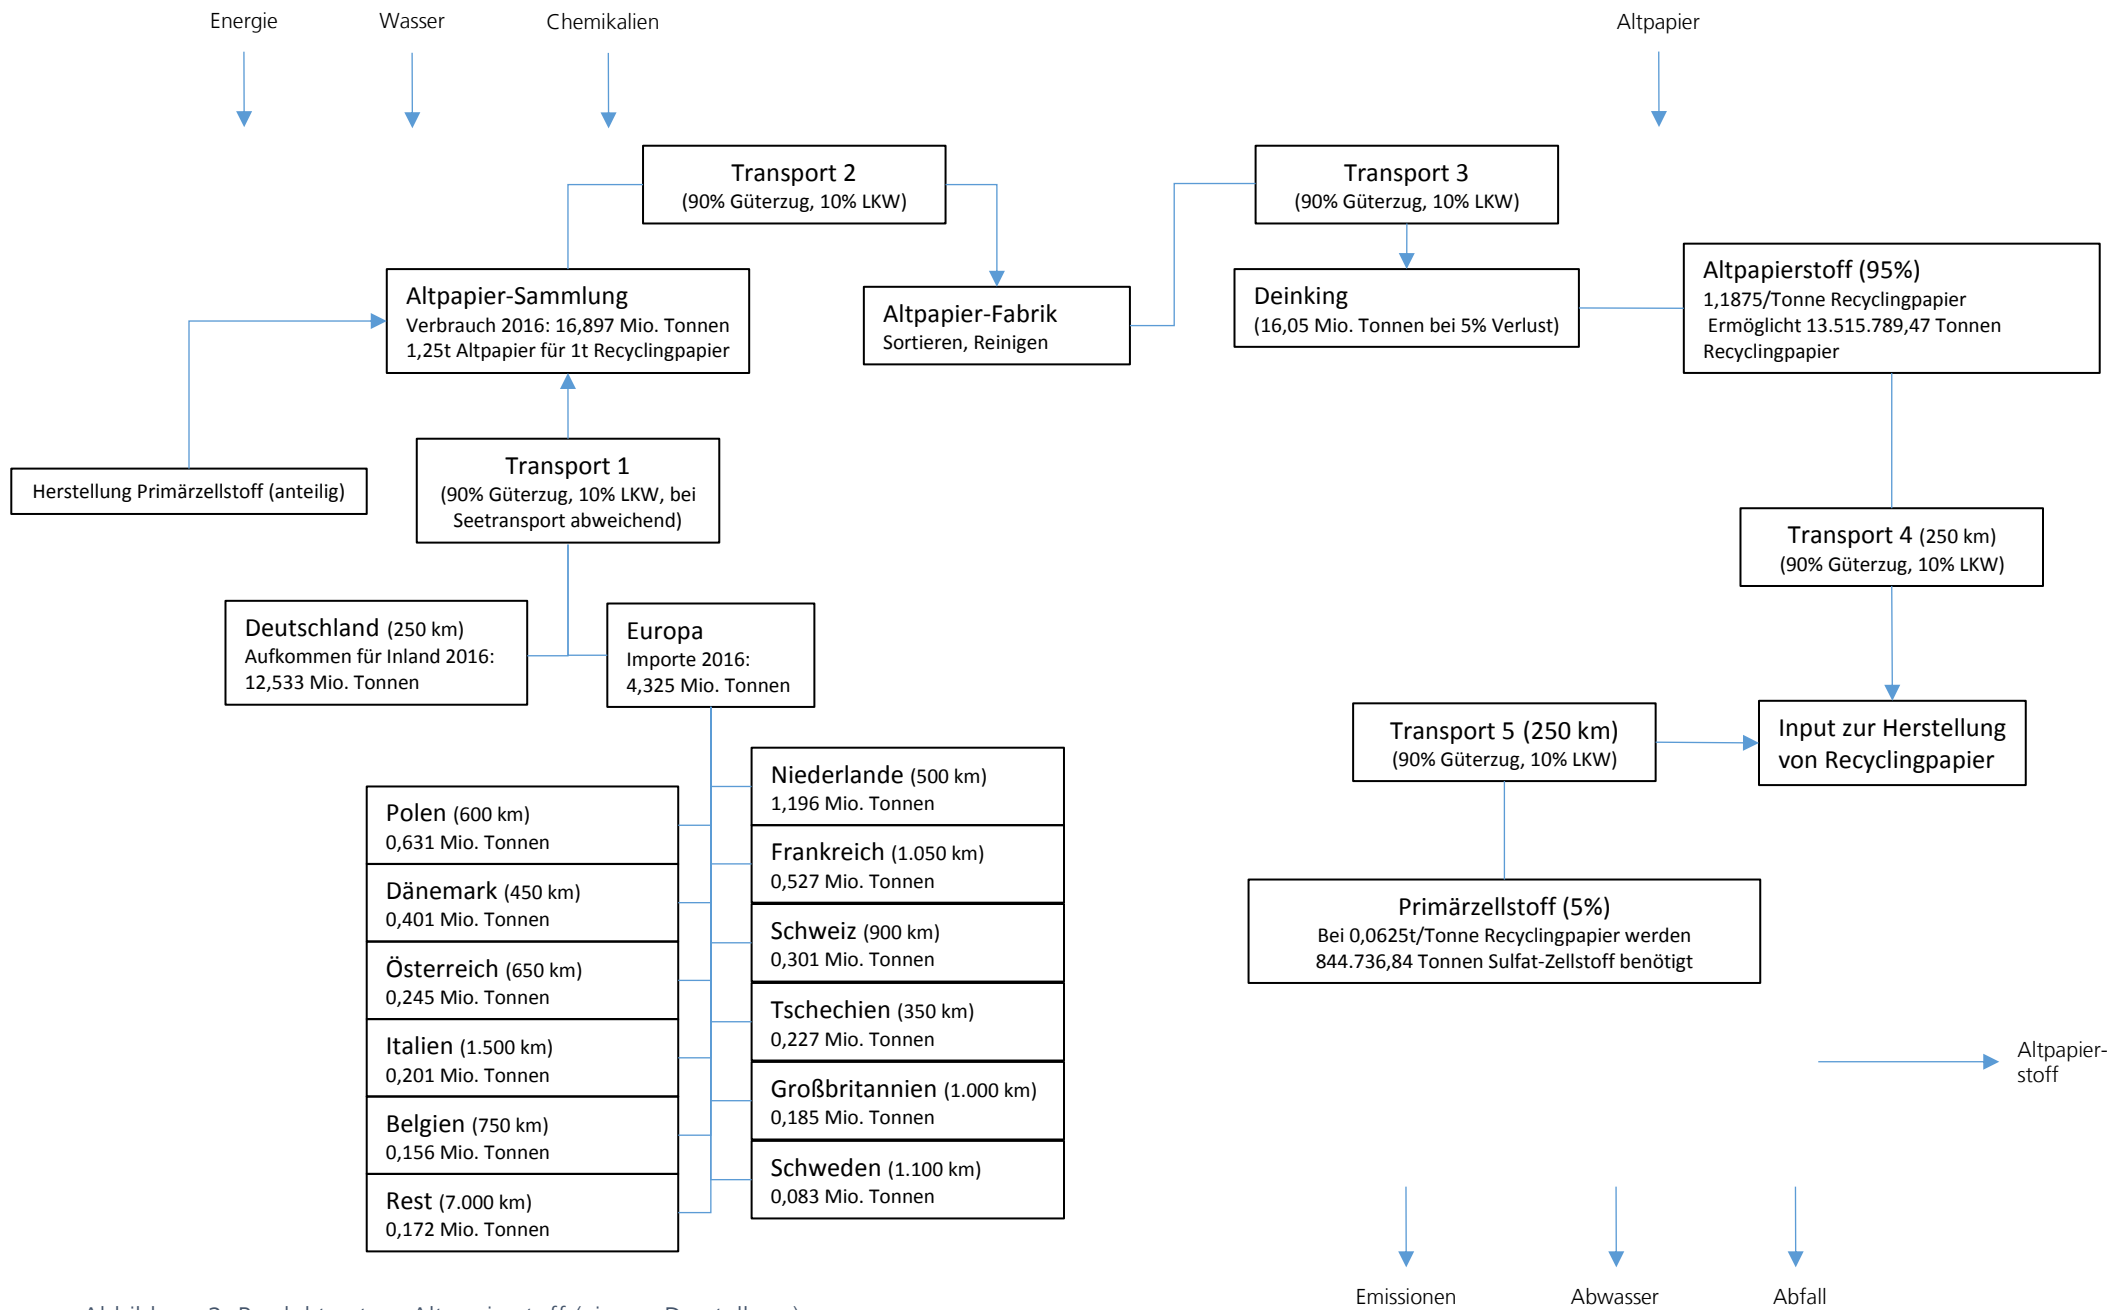 Energie
Wasser
Chemikalien
Altpapier
Transport 2
(90% Güterzug, 10% LKW)
Transport 3
(90% Güterzug, 10% LKW)
Altpapier-Sammlung
Verbrauch 2016: 16,897 Mio. Tonnen
1,25t Altpapier für 1t Recyclingpapier
Altpapier-Fabrik
Sortieren, Reinigen
Deinking
(16,05 Mio. Tonnen bei 5% Verlust)
Altpapierstoff (95%)
1,1875/Tonne Recyclingpapier
Ermöglicht 13.515.789,47 Tonnen
Recyclingpapier
Herstellung Primärzellstoff (anteilig)
Transport 1
(90% Güterzug, 10% LKW, bei
Seetransport abweichend)
Transport 4 (250 km)
(90% Güterzug, 10% LKW)
Deutschland (250 km)
Aufkommen für Inland 2016:
12,533 Mio. Tonnen
Europa
Importe 2016:
4,325 Mio. Tonnen
Transport 5 (250 km)
(90% Güterzug, 10% LKW)
Input zur Herstellung
von Recyclingpapier
Polen (600 km)
0,631 Mio. Tonnen
Dänemark (450 km)
0,401 Mio. Tonnen
Österreich (650 km)
0,245 Mio. Tonnen
Italien (1.500 km)
0,201 Mio. Tonnen
Belgien (750 km)
0,156 Mio. Tonnen
Rest (7.000 km)
0,172 Mio. Tonnen
Niederlande (500 km)
1,196 Mio. Tonnen
Frankreich (1.050 km)
0,527 Mio. Tonnen
Schweiz (900 km)
0,301 Mio. Tonnen
Tschechien (350 km)
0,227 Mio. Tonnen
Großbritannien (1.000 km)
0,185 Mio. Tonnen
Schweden (1.100 km)
0,083 Mio. Tonnen
Primärzellstoff (5%)
Bei 0,0625t/Tonne Recyclingpapier werden
844.736,84 Tonnen Sulfat-Zellstoff benötigt
Altpapier-
stoff
Emissionen
Abwasser
Abfall